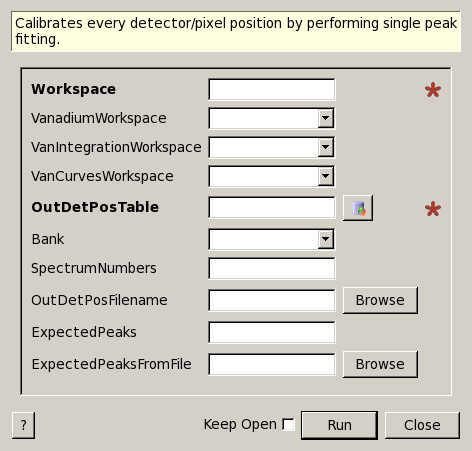 Calibrates every detector/pixel position by performing single peak
fitting.
Workspace *
VanadiumWorkspace
VanIntegrationWorkspace
VanCurvesWorkspace
OutDetPosTable *
Bank
SpectrumNumbers
OutDetPosFilename Browse
ExpectedPeaks
ExpectedPeaksFromFile Browse
? Keep Open Run Close